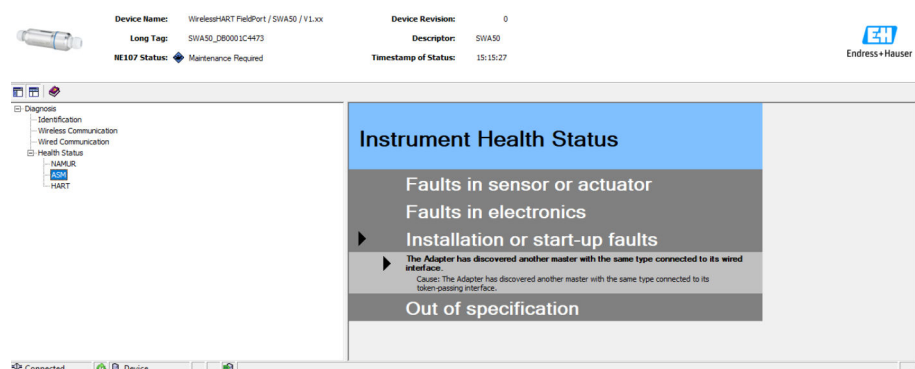 Device Name: WirelessHART FieldPort / SWA50 / V1.xx Device Revision: 0
Long Tag: SWA50_DB0001C4473 Descriptor: SWA50
NE107 Status: Maintenance Required Timestamp of Status: 15:15:27
EH
Endress+Hauser
Diagnosis
Identification
Wireless Communication
Wired Communication
Health Status
NAMUR
ASM
HART
Instrument Health Status
Faults in sensor or actuator
Faults in electronics
Installation or start-up faults
The Adapter has discovered another master with the same type connected to its wired
interface.
Cause: The Adapter has discovered another master with the same type connected to its
token-passing interface.
Out of specification
Connected Device